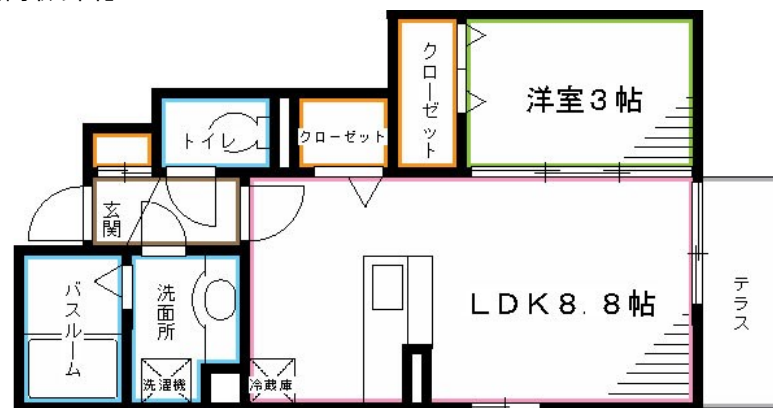 クローゼット
洋室3帖
トイレ
クローゼット
玄関
バスルーム
洗面所
LDK8.8帖
テラス
洗濯機
冷蔵庫